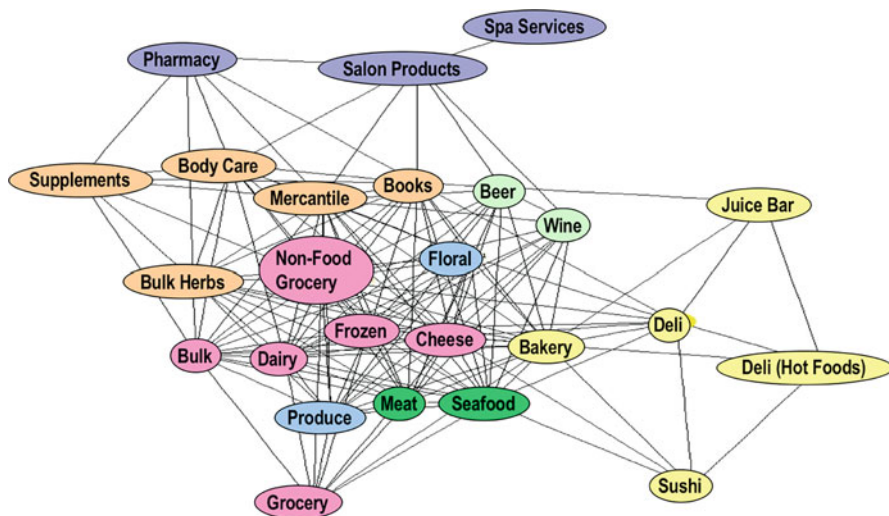 Spa Services
Pharmacy
Salon Products
Supplements
Body Care
Mercantile
Books
Beer
Juice Bar
Wine
Non-Food
Grocery
Floral
Bulk Herbs
Frozen
Cheese
Deli
Bulk
Dairy
Bakery
Deli (Hot Foods)
Produce
Meat
Seafood
Sushi
Grocery